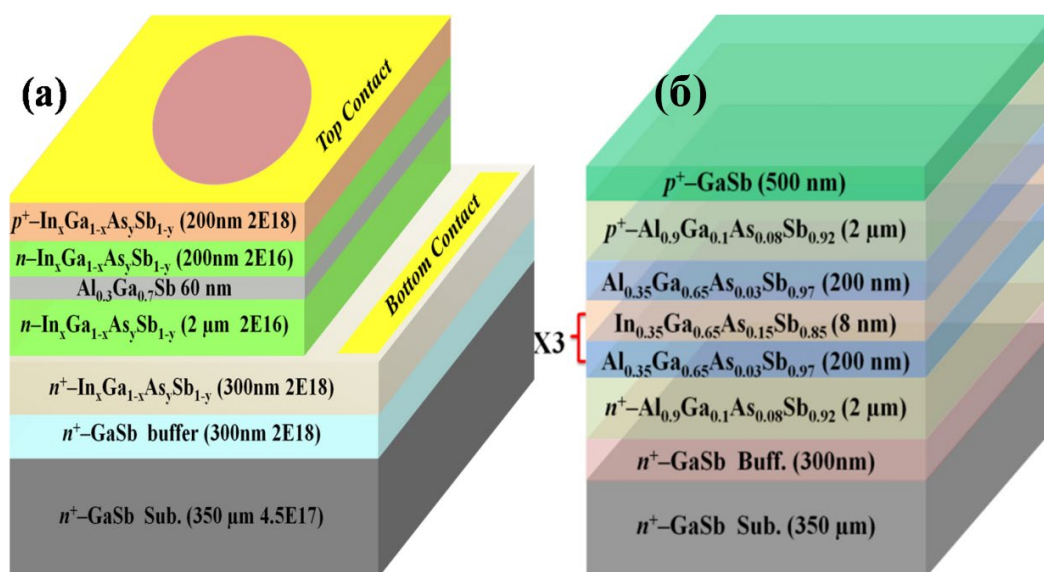 (а)
Top Contact
p⁺–InₓGa₁₋ₓAsᵧSb₁₋ᵧ (200nm 2E18)
n–InₓGa₁₋ₓAsᵧSb₁₋ᵧ (200nm 2E16)
Al₀.₃Ga₀.₇Sb 60 nm
n–InₓGa₁₋ₓAsᵧSb₁₋ᵧ (2 μm 2E16)
Bottom Contact
n⁺–InₓGa₁₋ₓAsᵧSb₁₋ᵧ (300nm 2E18)
n⁺–GaSb buffer (300nm 2E18)
n⁺–GaSb Sub. (350 μm 4.5E17)
(б)
p⁺–GaSb (500 nm)
p⁺–Al₀.₉Ga₀.₁As₀.₀₈Sb₀.₉₂ (2 μm)
Al₀.₃₅Ga₀.₆₅As₀.₀₃Sb₀.₉₇ (200 nm)
In₀.₃₅Ga₀.₆₅As₀.₁₅Sb₀.₈₅ (8 nm)
X3
Al₀.₃₅Ga₀.₆₅As₀.₀₃Sb₀.₉₇ (200 nm)
n⁺–Al₀.₉Ga₀.₁As₀.₀₈Sb₀.₉₂ (2 μm)
n⁺–GaSb Buff. (300nm)
n⁺–GaSb Sub. (350 μm)